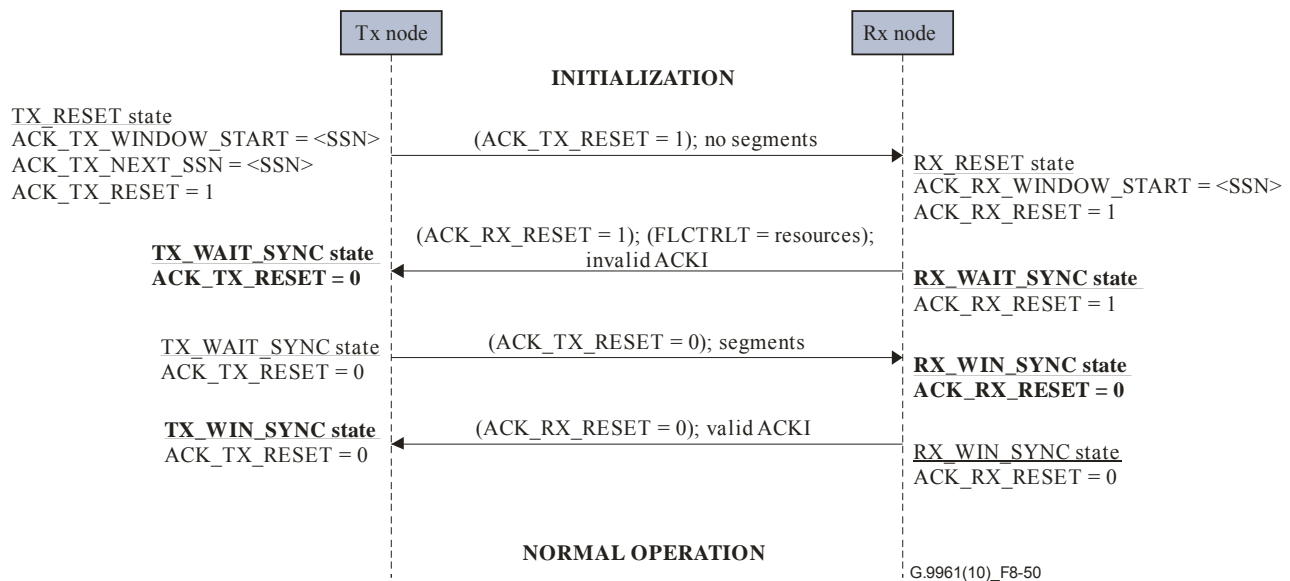 Tx node
Rx node
INITIALIZATION
TX_RESET state
ACK_TX_WINDOW_START = <SSN>
ACK_TX_NEXT_SSN = <SSN>
ACK_TX_RESET = 1
(ACK_TX_RESET = 1); no segments
RX_RESET state
ACK_RX_WINDOW_START = <SSN>
ACK_RX_RESET = 1
(ACK_RX_RESET = 1); (FLCTRLT = resources);
invalid ACKI
TX_WAIT_SYNC state
ACK_TX_RESET = 0
RX_WAIT_SYNC state
ACK_RX_RESET = 1
TX_WAIT_SYNC state
ACK_TX_RESET = 0
(ACK_TX_RESET = 0); segments
RX_WIN_SYNC state
ACK_RX_RESET = 0
TX_WIN_SYNC state
ACK_TX_RESET = 0
(ACK_RX_RESET = 0); valid ACKI
RX_WIN_SYNC state
ACK_RX_RESET = 0
NORMAL OPERATION
G.9961(10)_F8-50